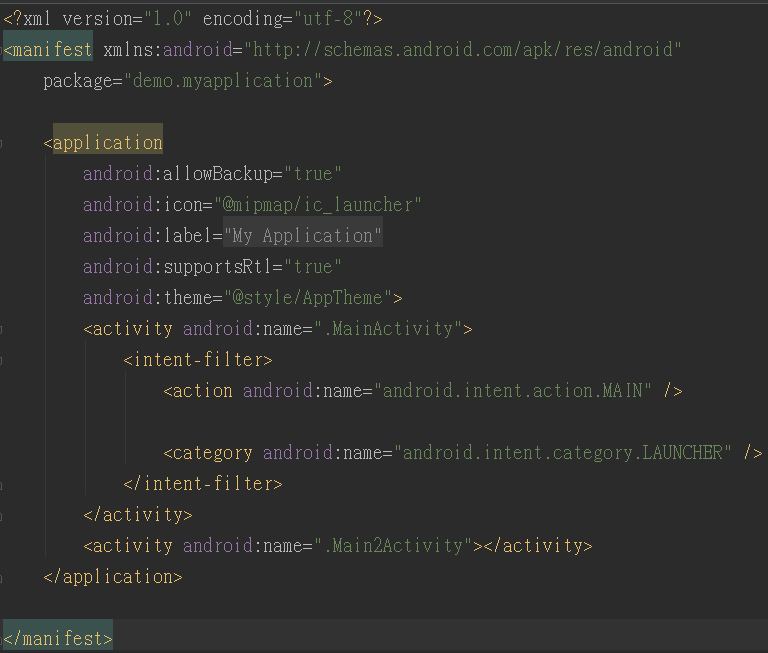 <?xml version="1.0" encoding="utf-8"?>
<manifest xmlns:android="http://schemas.android.com/apk/res/android"
    package="demo.myapplication">

    <application
        android:allowBackup="true"
        android:icon="@mipmap/ic_launcher"
        android:label="My Application"
        android:supportsRtl="true"
        android:theme="@style/AppTheme">
        <activity android:name=".MainActivity">
            <intent-filter>
                <action android:name="android.intent.action.MAIN" />

                <category android:name="android.intent.category.LAUNCHER" />
            </intent-filter>
        </activity>
        <activity android:name=".Main2Activity"></activity>
    </application>

</manifest>